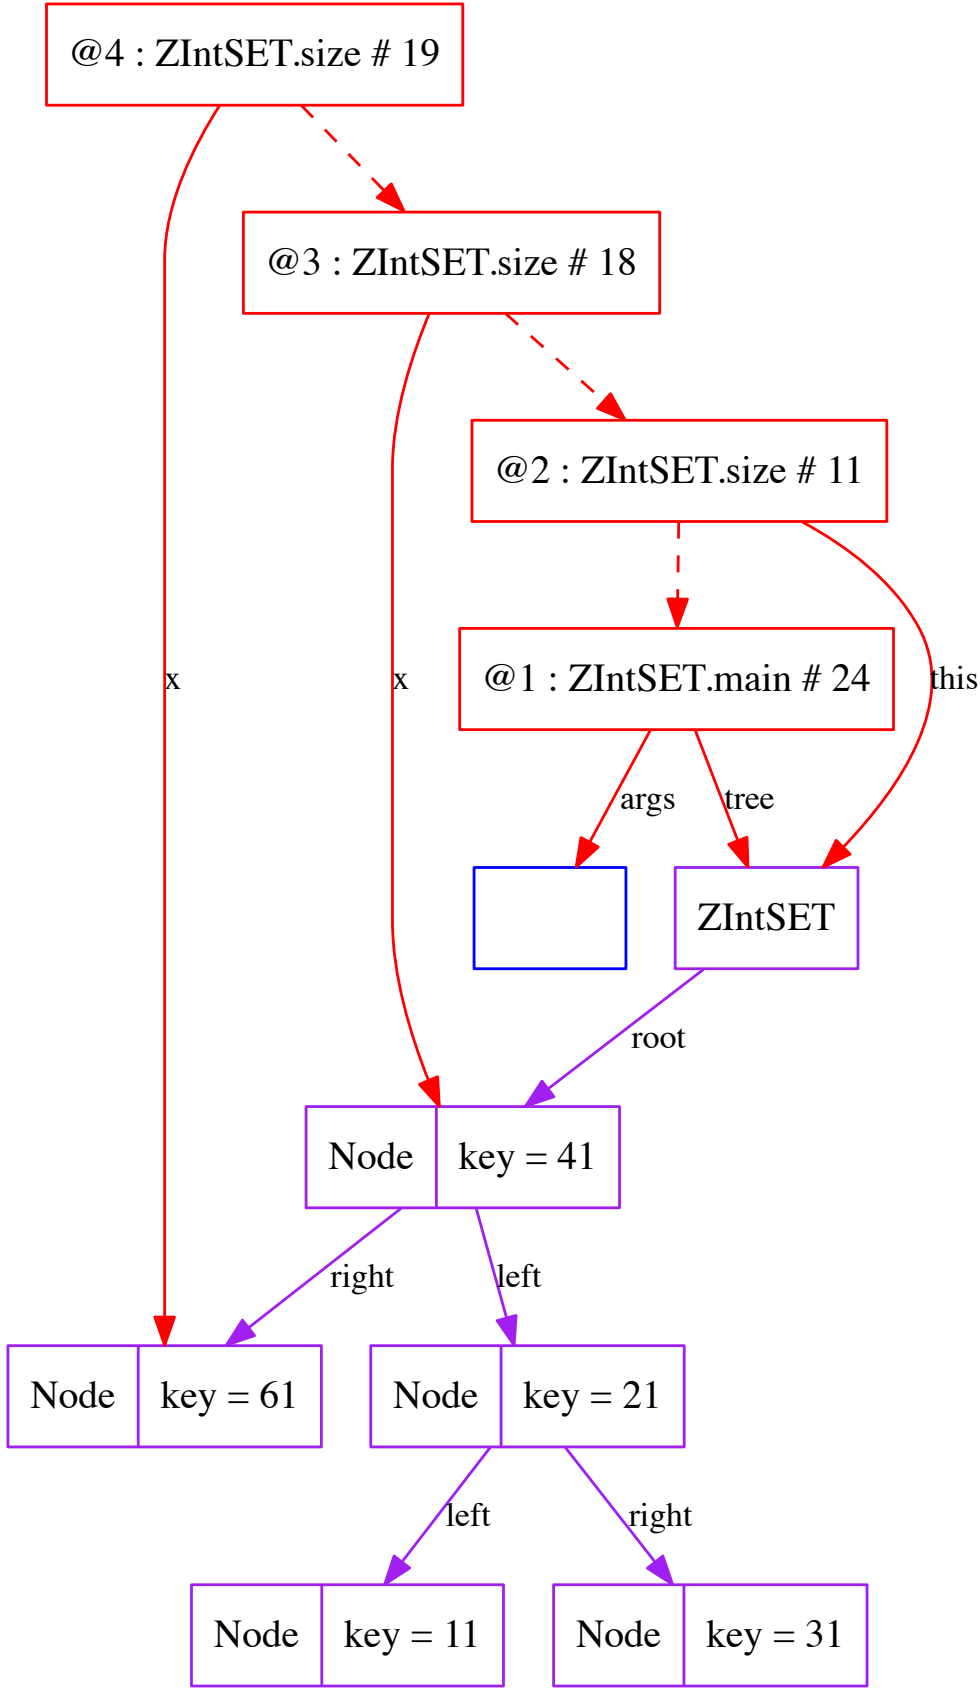 @4 : ZIntSET.size # 19
@3 : ZIntSET.size # 18
@2 : ZIntSET.size # 11
x
x
@1 : ZIntSET.main # 24
this
args
tree
ZIntSET
root
Node
key = 41
right
left
Node
key = 61
Node
key = 21
left
right
Node
key = 11
Node
key = 31